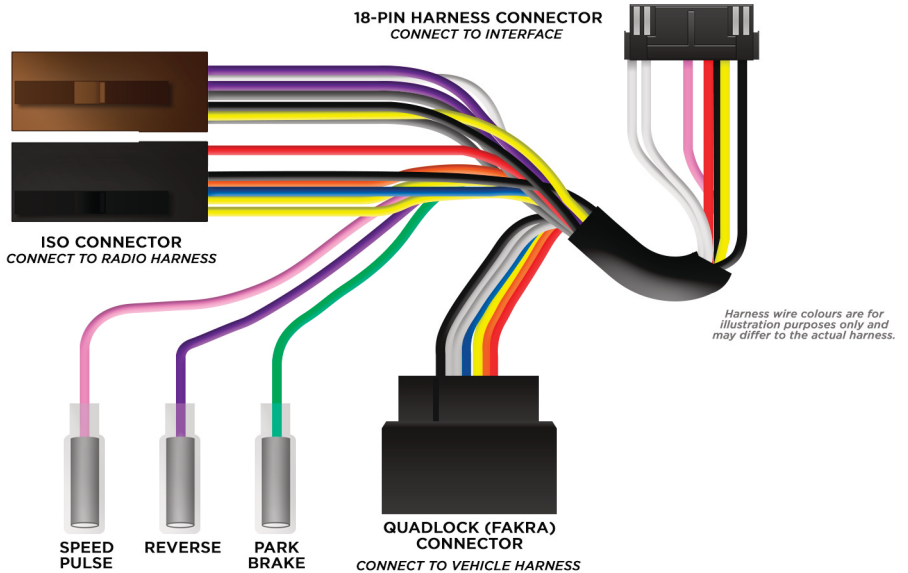 18-PIN HARNESS CONNECTOR
CONNECT TO INTERFACE
ISO CONNECTOR
CONNECT TO RADIO HARNESS
Harness wire colours are for
illustration purposes only and
may differ to the actual harness.
SPEED
PULSE
REVERSE
PARK
BRAKE
QUADLOCK (FAKRA)
CONNECTOR
CONNECT TO VEHICLE HARNESS